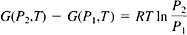 G(P₂,T) − G(P₁,T) = RT ln P₂/P₁